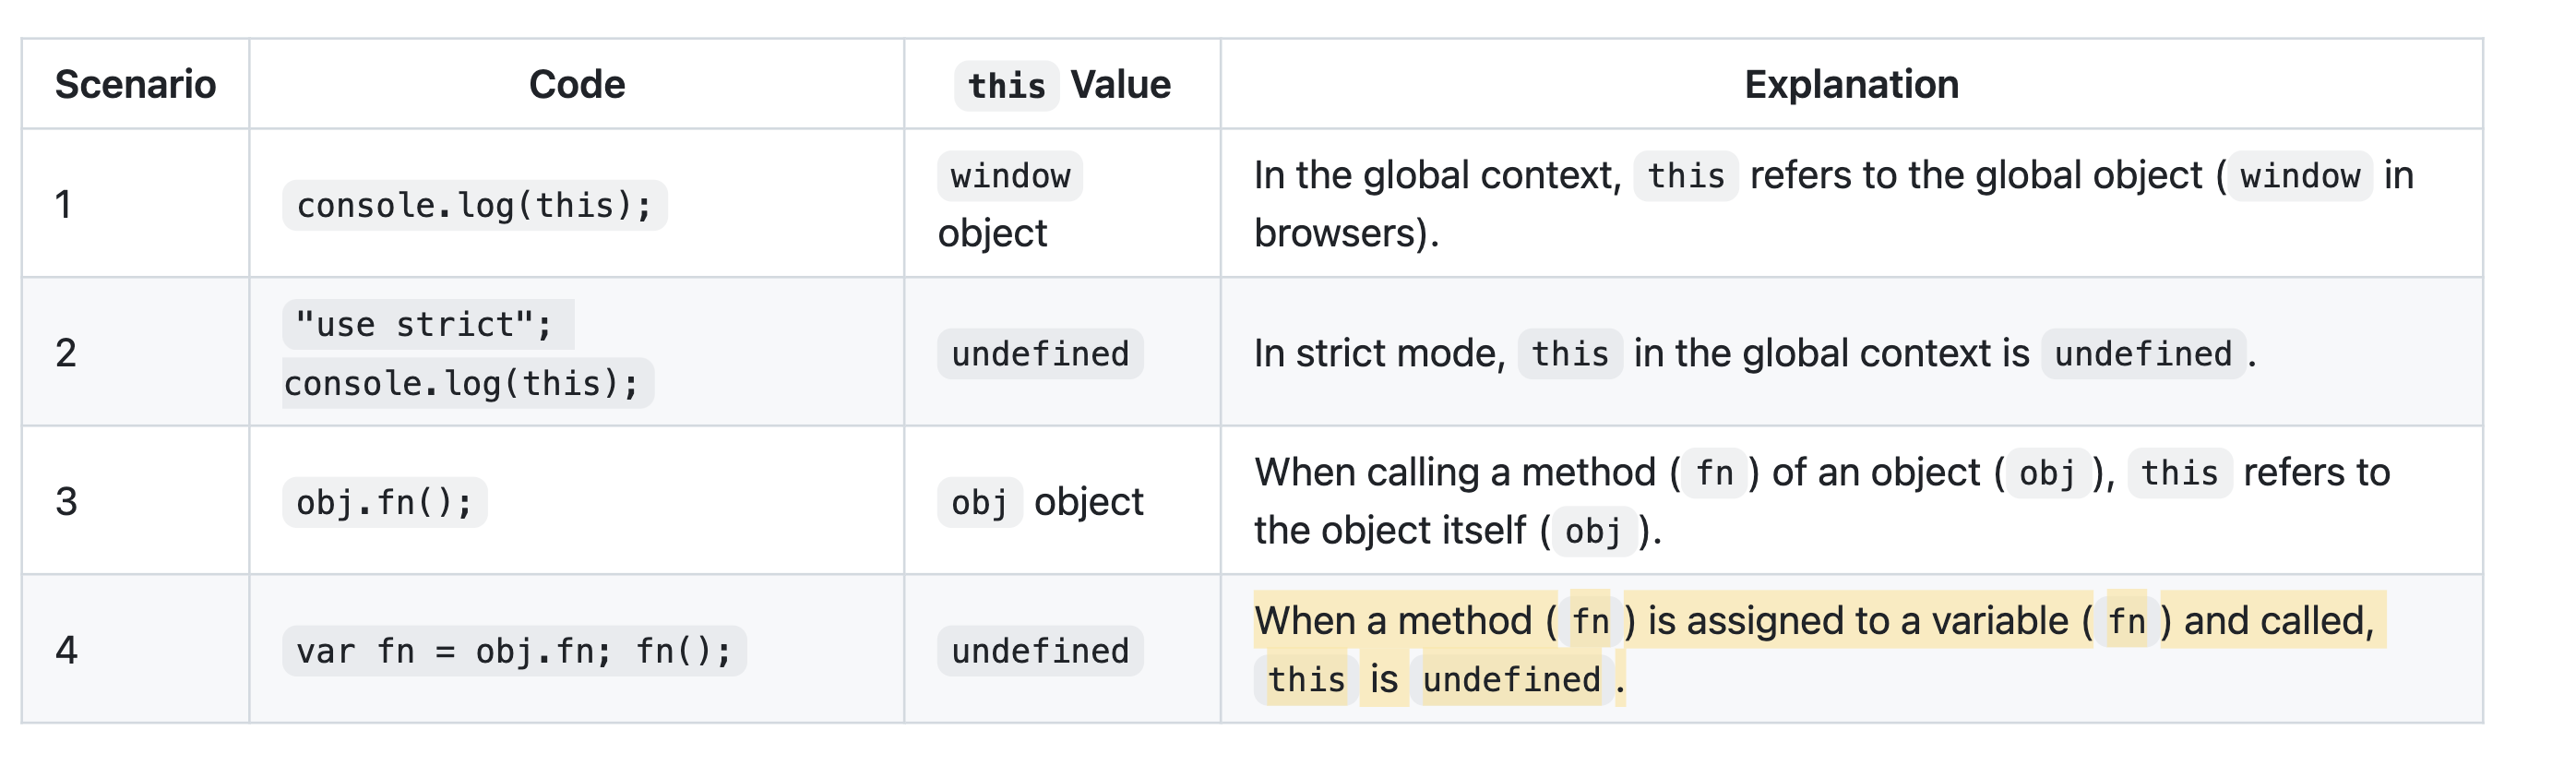 Scenario Code this Value Explanation
1 console.log(this); window object In the global context, this refers to the global object (window in
browsers).
2 "use strict";
console.log(this); undefined In strict mode, this in the global context is undefined.
3 obj.fn(); obj object When calling a method (fn) of an object (obj), this refers to
the object itself (obj).
4 var fn = obj.fn; fn(); undefined When a method (fn) is assigned to a variable (fn) and called,
this is undefined.